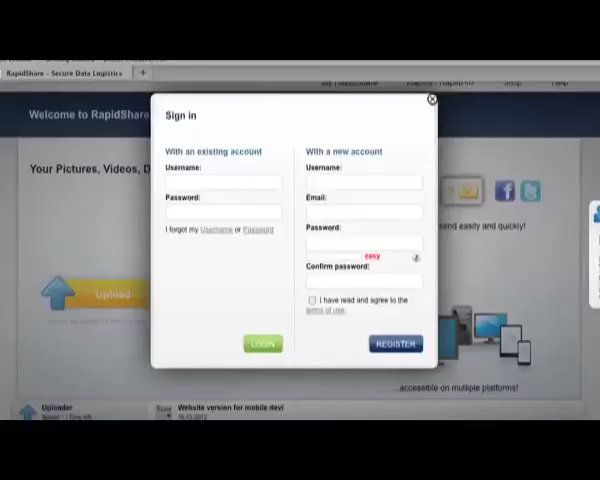 RapidShare - Secure Data Logistics
+
Welcome to RapidShare
Sign in
With an existing account
Username:
Password:
I forgot my Username or Password
LOGIN
With a new account
Username:
Email:
Password:
easy
Confirm password:
I have read and agree to the
terms of use.
REGISTER
Your Pictures, Videos, D
send easily and quickly!
Upload
...accessible on multiple platforms!
Uploader
Website version for mobile devi